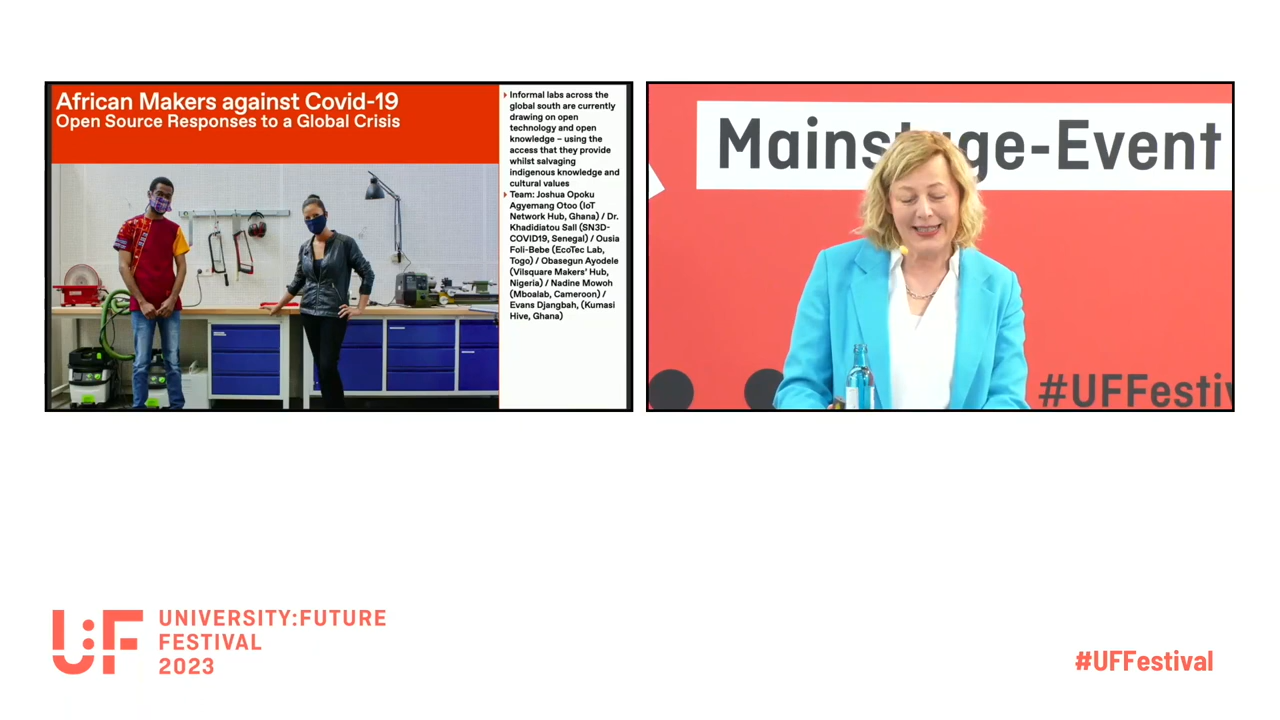 African Makers against Covid-19
Open Source Responses to a Global Crisis
Informal labs across the
global south are currently
drawing on open
technology and open
knowledge – using the
access that they provide
whilst salvaging
indigenous knowledge and
cultural values
Team: Joshua Opoku
Agyemang Otoo (IoT
Network Hub, Ghana) / Dr.
Khadidiatou Sall (SN3D-
COVID19, Senegal) / Ousia
Foli-Bebe (EcoTec Lab,
Togo) / Obasegun Ayodele
(Vilsquare Makers' Hub,
Nigeria) / Nadine Mowoh
(Mboalab, Cameroon) /
Evans Djangbah, (Kumasi
Hive, Ghana)
Mainstage-Event
#UFFestiv
U:F
UNIVERSITY:FUTURE
FESTIVAL
2023
#UFFestival